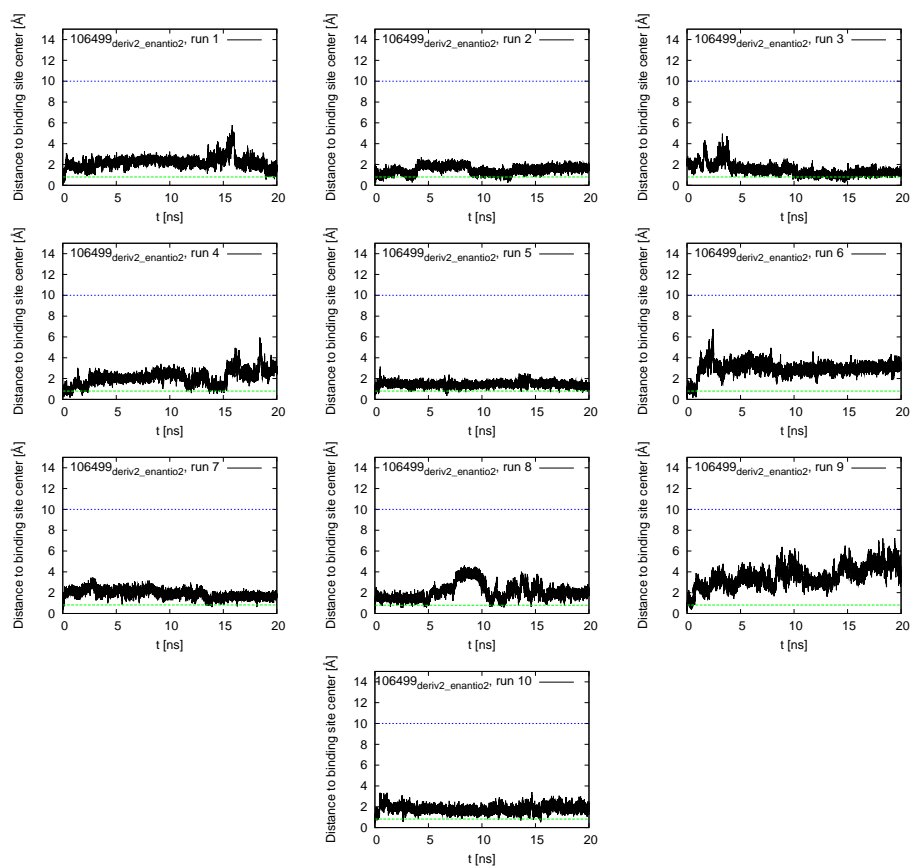 106499deriv2_enantio2, run 1
Distance to binding site center [Å]
14
12
10
8
6
4
2
0
0 5 10 15 20
t [ns]
106499deriv2_enantio2, run 2
Distance to binding site center [Å]
14
12
10
8
6
4
2
0
0 5 10 15 20
t [ns]
106499deriv2_enantio2, run 3
Distance to binding site center [Å]
14
12
10
8
6
4
2
0
0 5 10 15 20
t [ns]
106499deriv2_enantio2, run 4
Distance to binding site center [Å]
14
12
10
8
6
4
2
0
0 5 10 15 20
t [ns]
106499deriv2_enantio2, run 5
Distance to binding site center [Å]
14
12
10
8
6
4
2
0
0 5 10 15 20
t [ns]
106499deriv2_enantio2, run 6
Distance to binding site center [Å]
14
12
10
8
6
4
2
0
0 5 10 15 20
t [ns]
106499deriv2_enantio2, run 7
Distance to binding site center [Å]
14
12
10
8
6
4
2
0
0 5 10 15 20
t [ns]
106499deriv2_enantio2, run 8
Distance to binding site center [Å]
14
12
10
8
6
4
2
0
0 5 10 15 20
t [ns]
106499deriv2_enantio2, run 9
Distance to binding site center [Å]
14
12
10
8
6
4
2
0
0 5 10 15 20
t [ns]
106499deriv2_enantio2, run 10
Distance to binding site center [Å]
14
12
10
8
6
4
2
0
0 5 10 15 20
t [ns]